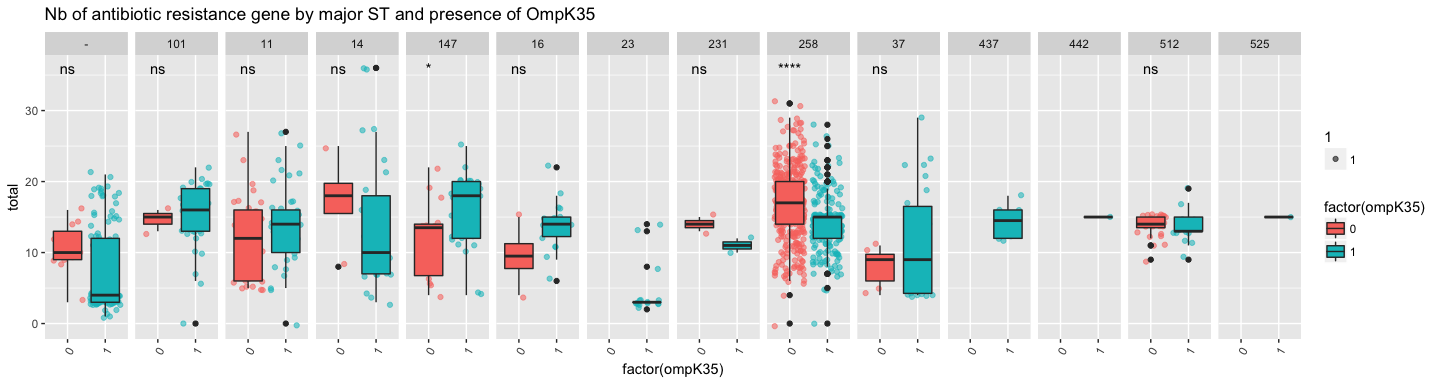 Nb of antibiotic resistance gene by major ST and presence of OmpK35
- 101 11 14 147 16 23 231 258 37 437 442 512 525
ns ns ns ns * ns ns **** ns ns
30
20
10
0
total
0 1 0 1 0 1 0 1 0 1 0 1 0 1 0 1 0 1 0 1 0 1 0 1 0 1 0 1
factor(ompK35)
1
1
factor(ompK35)
0
1